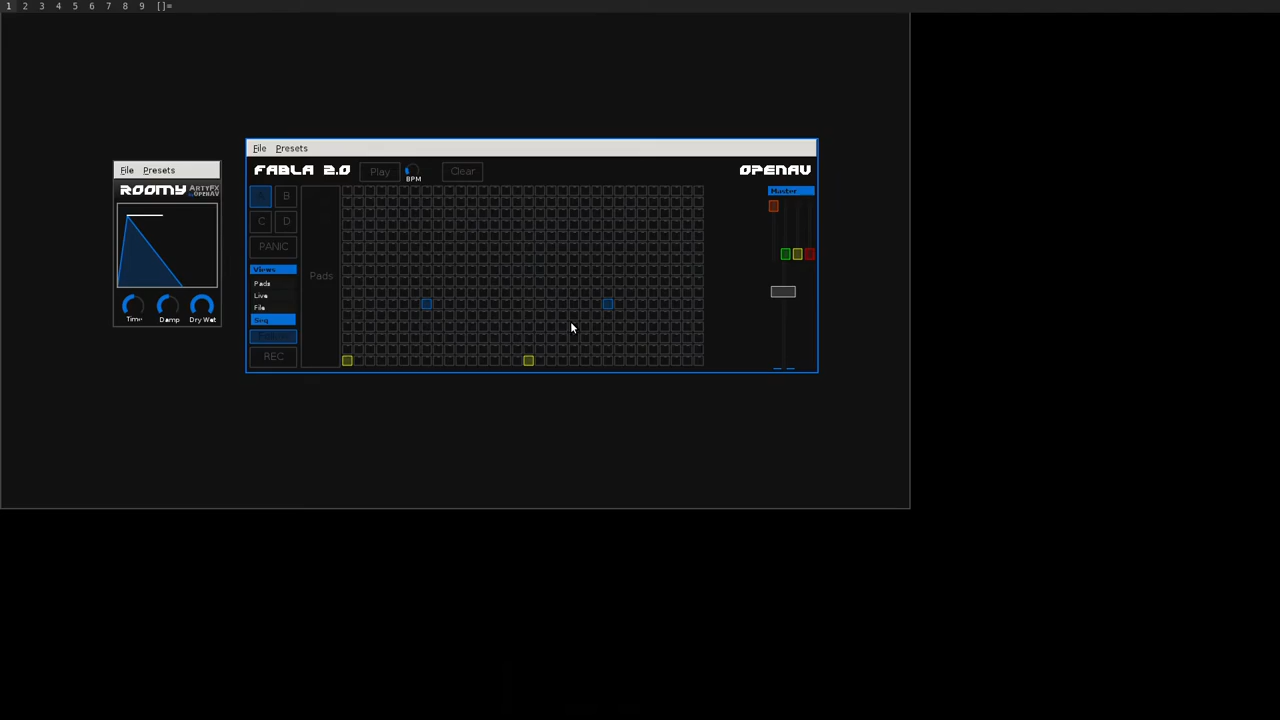 1 2 3 4 5 6 7 8 9 []=
File Presets
ROOMY ARTYFX
OPENAV
Time Damp Dry Wet
File Presets
FABLA 2.0 Play BPM Clear OPENAV
A B
C D
PANIC
Views
Pads
Live
File
Seq
REC
Pads
Master